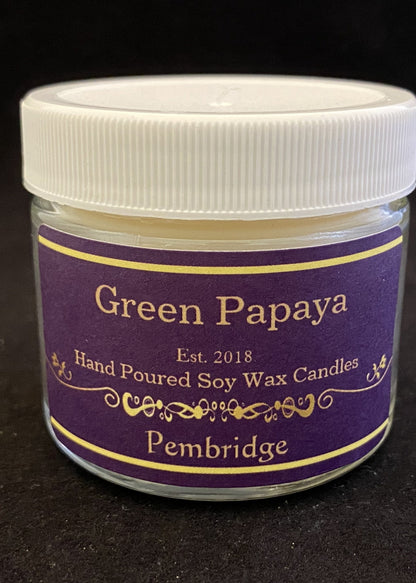 Green Papaya
Est. 2018
Hand Poured Soy Wax Candles
Pembridge